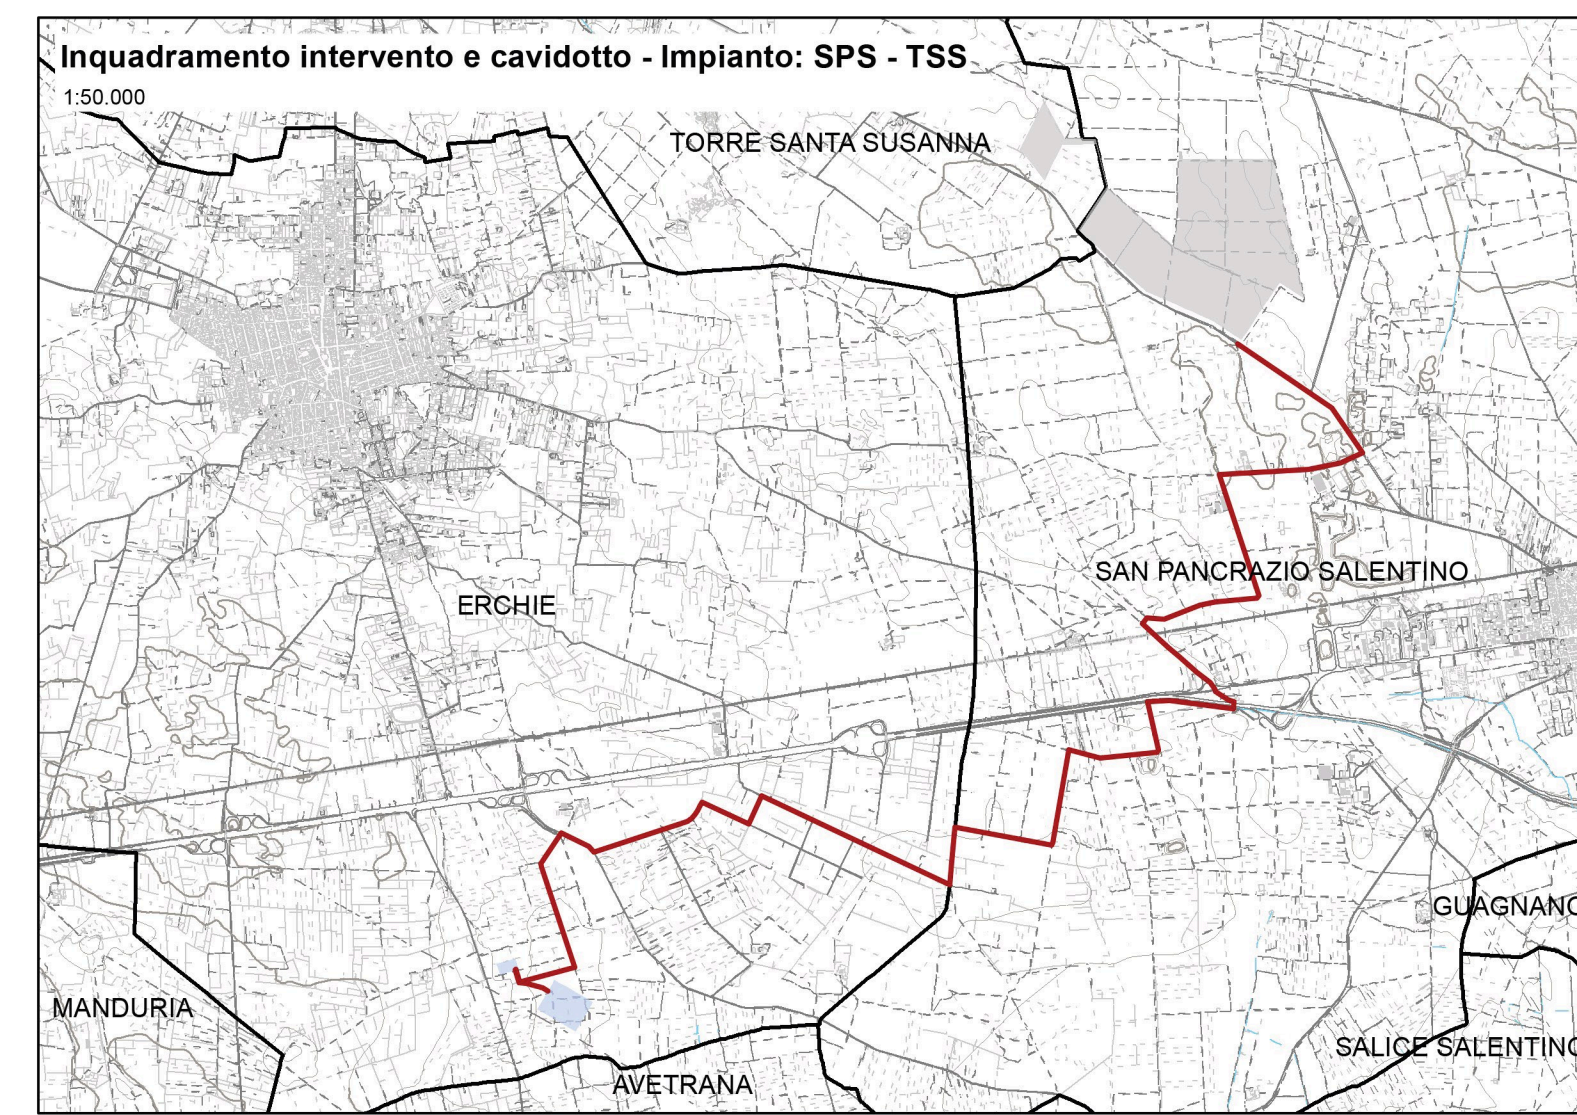 Inquadramento intervento e cavidotto - Impianto: SPS - TSS
1:50.000
TORRE SANTA SUSANNA
SAN PANCRAZIO SALENTINO
ERCHIE
GUAGNANO
MANDURIA
SALICE SALENTINO
AVETRANA